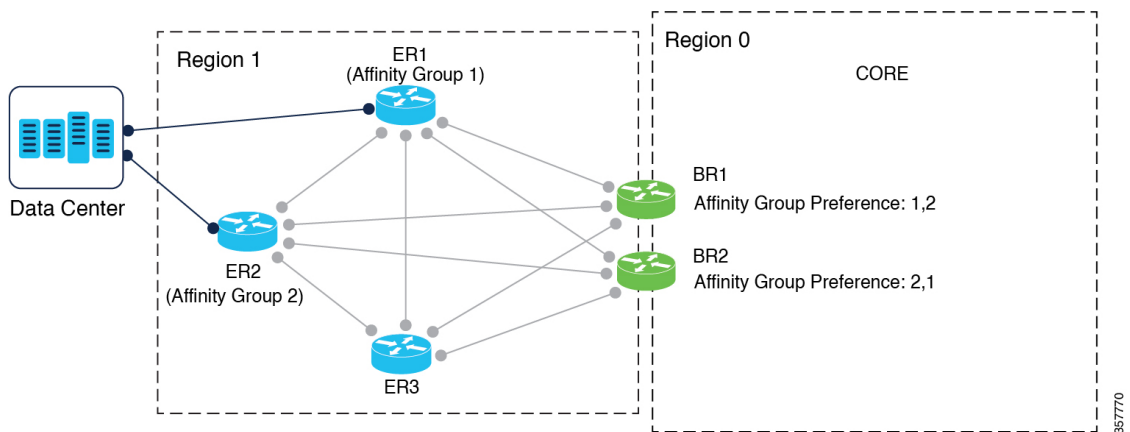 Region 1
ER1
(Affinity Group 1)
Region 0
CORE
Data Center
BR1
Affinity Group Preference: 1,2
ER2
(Affinity Group 2)
BR2
Affinity Group Preference: 2,1
ER3
357770